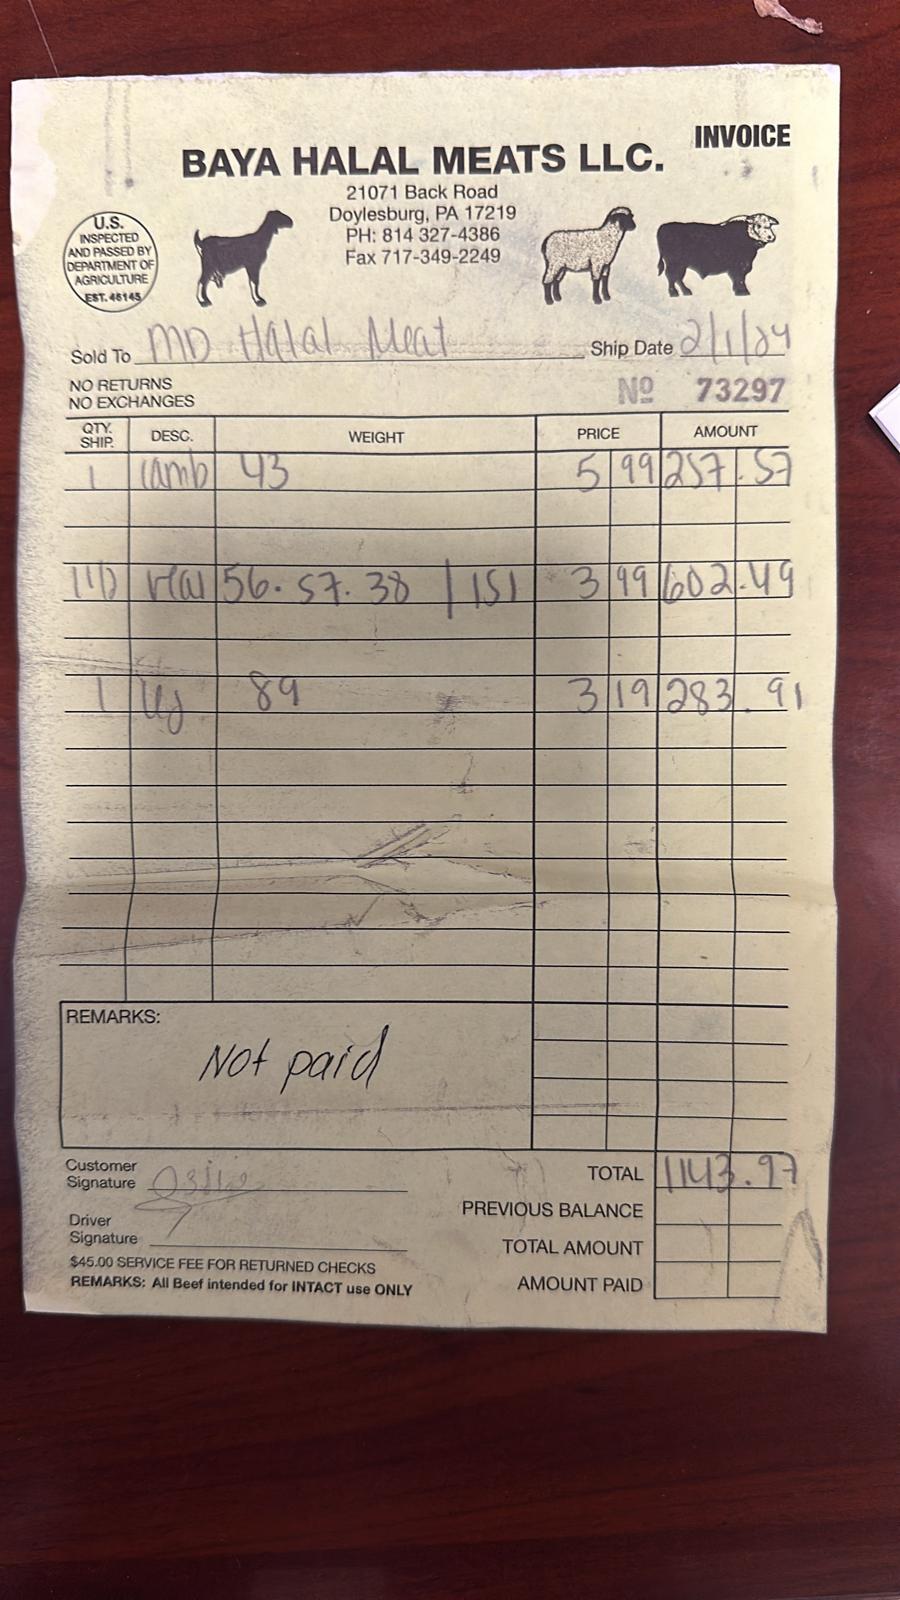 INVOICE
BAYA HALAL MEATS LLC.
21071 Back Road
Doylesburg, PA 17219
PH: 814 327-4386
Fax 717-349-2249
U.S.
INSPECTED
AND PASSED BY
DEPARTMENT OF
AGRICULTURE
EST. 46145
Sold To MD Halal Meat Ship Date 2/1/24
NO RETURNS
NO EXCHANGES
Nº 73297
QTY. SHIP. DESC. WEIGHT PRICE AMOUNT
1 lamb 43 5 99 257.57
veal 56. 57. 38 | 151 3 99 602.49
1 leg 89 3 19 283.91
REMARKS:
Not paid
Customer
Signature
Driver
Signature
$45.00 SERVICE FEE FOR RETURNED CHECKS
REMARKS: All Beef intended for INTACT use ONLY
TOTAL 1143.97
PREVIOUS BALANCE
TOTAL AMOUNT
AMOUNT PAID